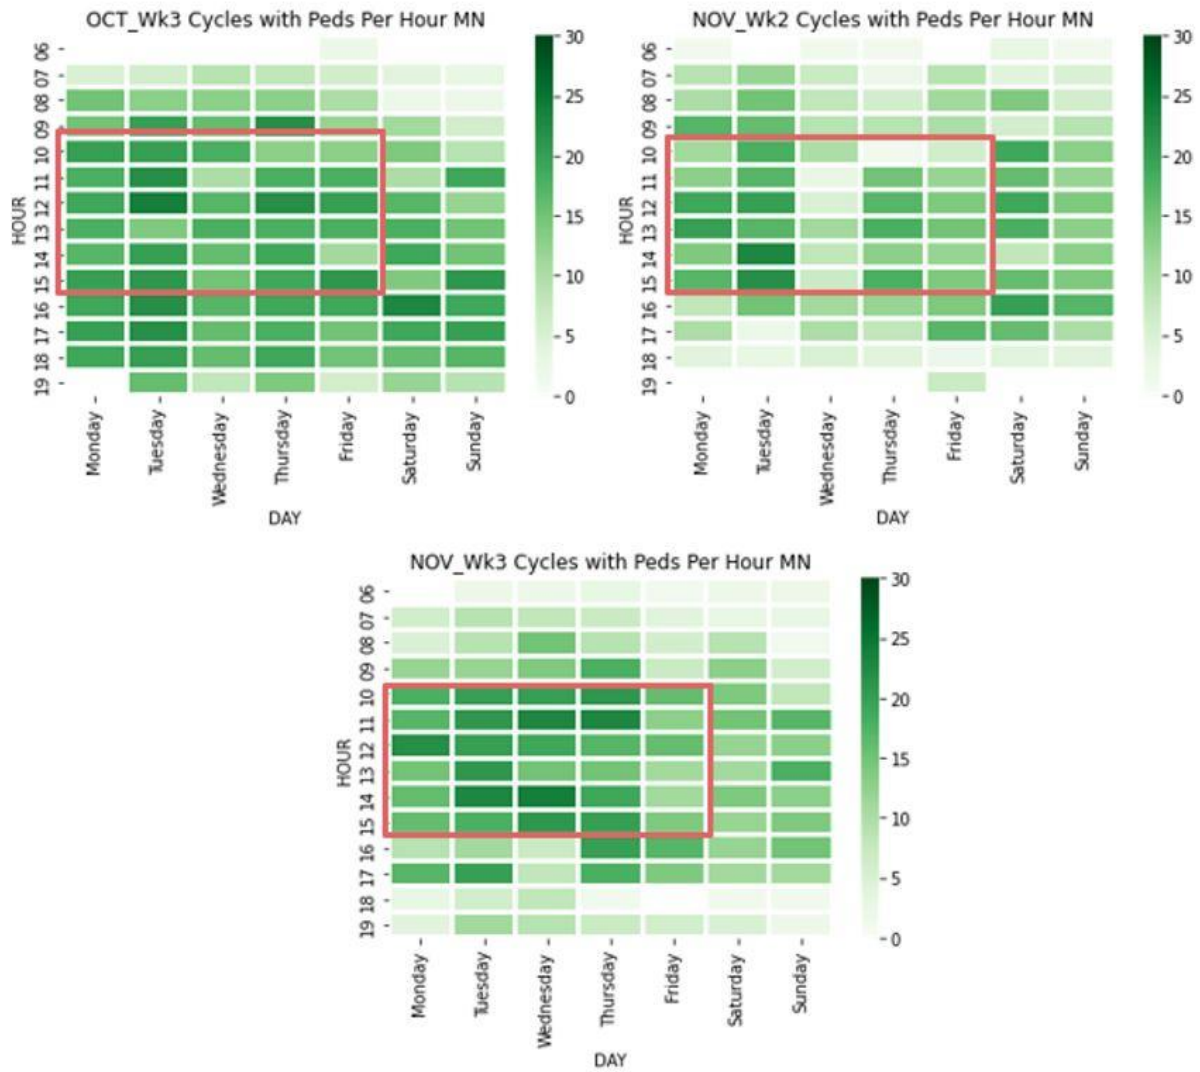 OCT_Wk3 Cycles with Peds Per Hour MN
HOUR
06
07
08
09
10
11
12
13
14
15
16
17
18
19
Monday
Tuesday
Wednesday
Thursday
Friday
Saturday
Sunday
DAY
30
25
20
15
10
5
0
NOV_Wk2 Cycles with Peds Per Hour MN
HOUR
06
07
08
09
10
11
12
13
14
15
16
17
18
19
Monday
Tuesday
Wednesday
Thursday
Friday
Saturday
Sunday
DAY
30
25
20
15
10
5
0
NOV_Wk3 Cycles with Peds Per Hour MN
HOUR
06
07
08
09
10
11
12
13
14
15
16
17
18
19
Monday
Tuesday
Wednesday
Thursday
Friday
Saturday
Sunday
DAY
30
25
20
15
10
5
0